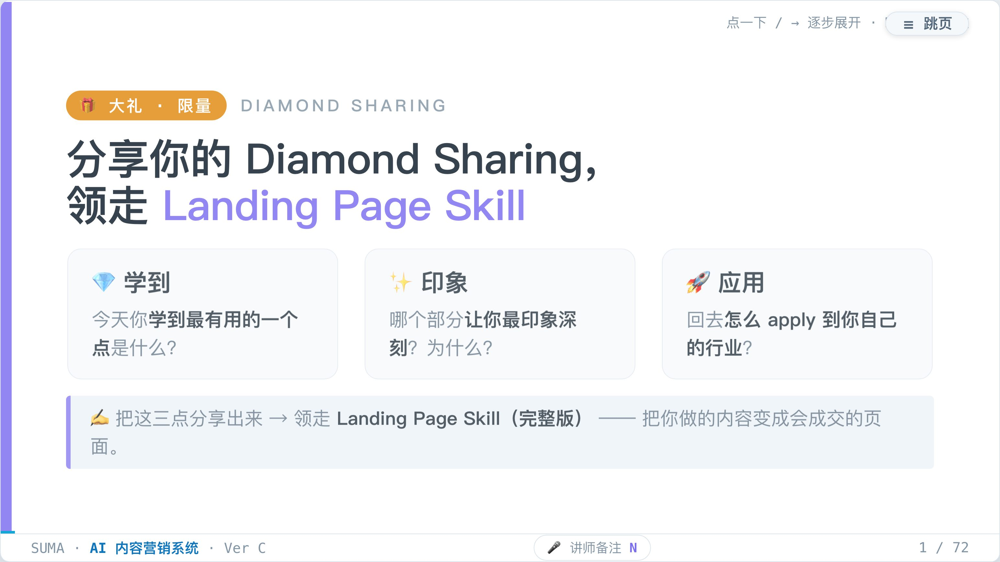 点一下 / → 逐步展开 ·
≡ 跳页
🎁 大礼 · 限量 DIAMOND SHARING
分享你的 Diamond Sharing，
领走 Landing Page Skill
💎 学到
今天你学到最有用的一个
点是什么？
✨ 印象
哪个部分让你最印象深
刻？为什么？
🚀 应用
回去怎么 apply 到你自己
的行业？
✍️ 把这三点分享出来 → 领走 Landing Page Skill（完整版） —— 把你做的内容变成会成交的页
面。
SUMA · AI 内容营销系统 · Ver C
🎤 讲师备注 N
1 / 72